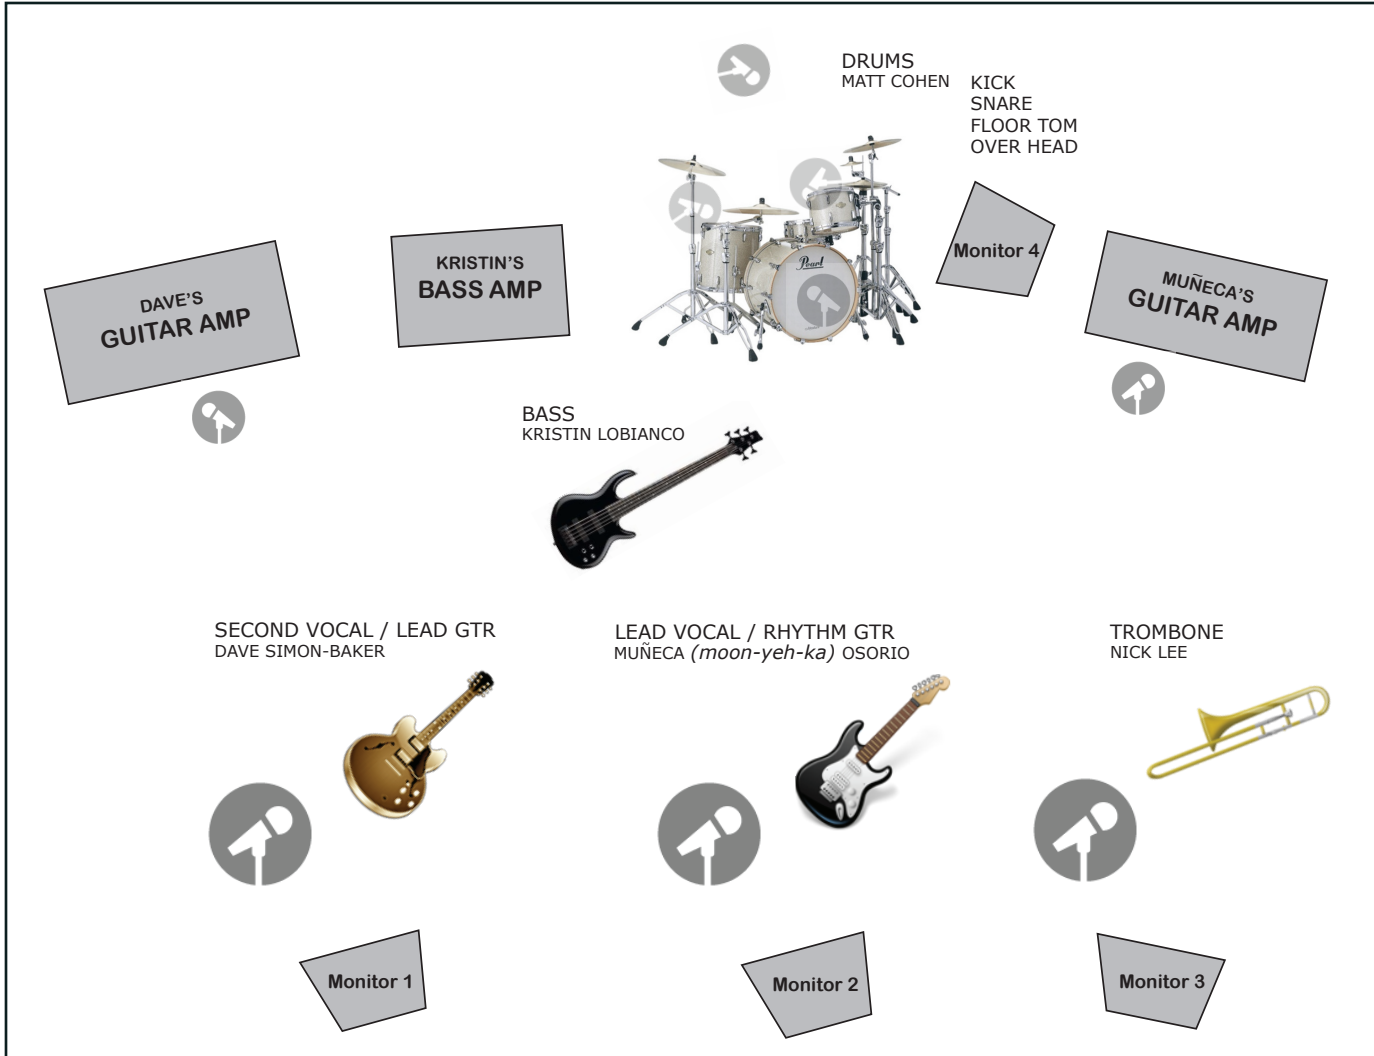 DRUMS
MATT COHEN
KICK
SNARE
FLOOR TOM
OVER HEAD
Pearl
Monitor 4
DAVE'S
GUITAR AMP
KRISTIN'S
BASS AMP
MUÑECA'S
GUITAR AMP
BASS
KRISTIN LOBIANCO
SECOND VOCAL / LEAD GTR
DAVE SIMON-BAKER
LEAD VOCAL / RHYTHM GTR
MUÑECA (moon-yeh-ka) OSORIO
TROMBONE
NICK LEE
Monitor 1
Monitor 2
Monitor 3